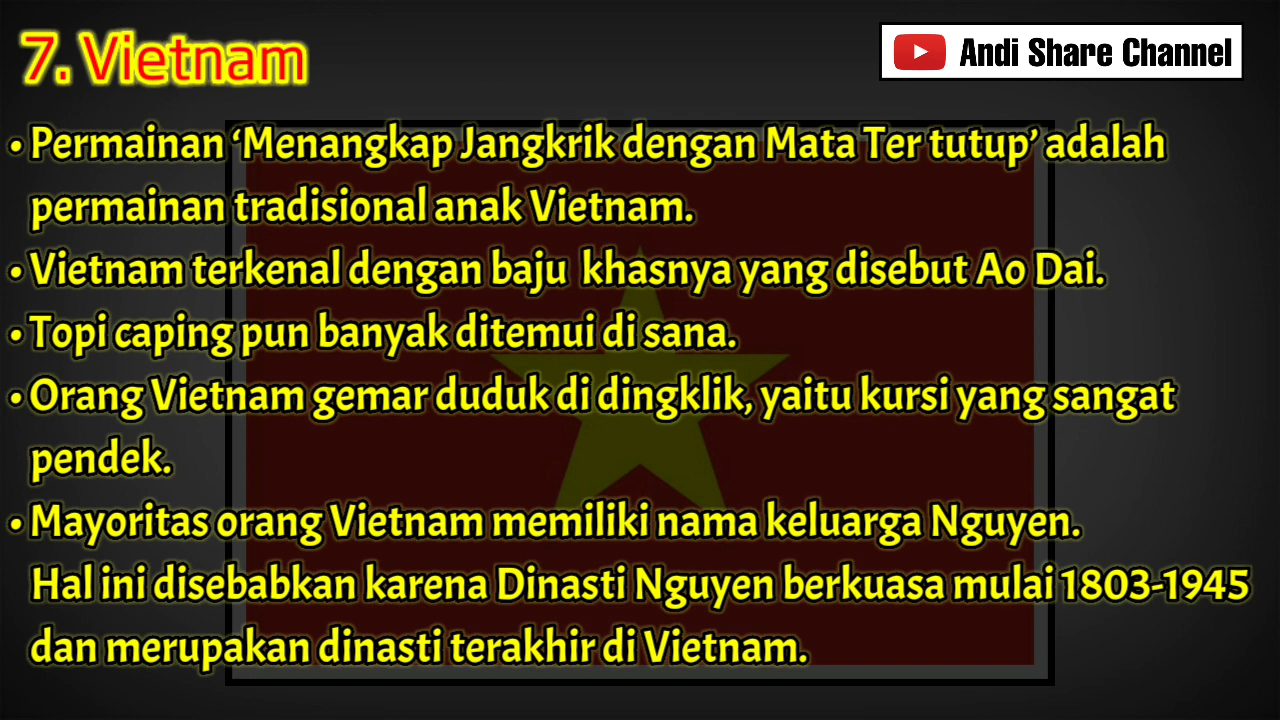 7. Vietnam
Andi Share Channel
• Permainan ‘Menangkap Jangkrik dengan Mata Ter tutup’ adalah
permainan tradisional anak Vietnam.
• Vietnam terkenal dengan baju khasnya yang disebut Ao Dai.
• Topi caping pun banyak ditemui di sana.
• Orang Vietnam gemar duduk di dingklik, yaitu kursi yang sangat
pendek.
• Mayoritas orang Vietnam memiliki nama keluarga Nguyen.
Hal ini disebabkan karena Dinasti Nguyen berkuasa mulai 1803-1945
dan merupakan dinasti terakhir di Vietnam.